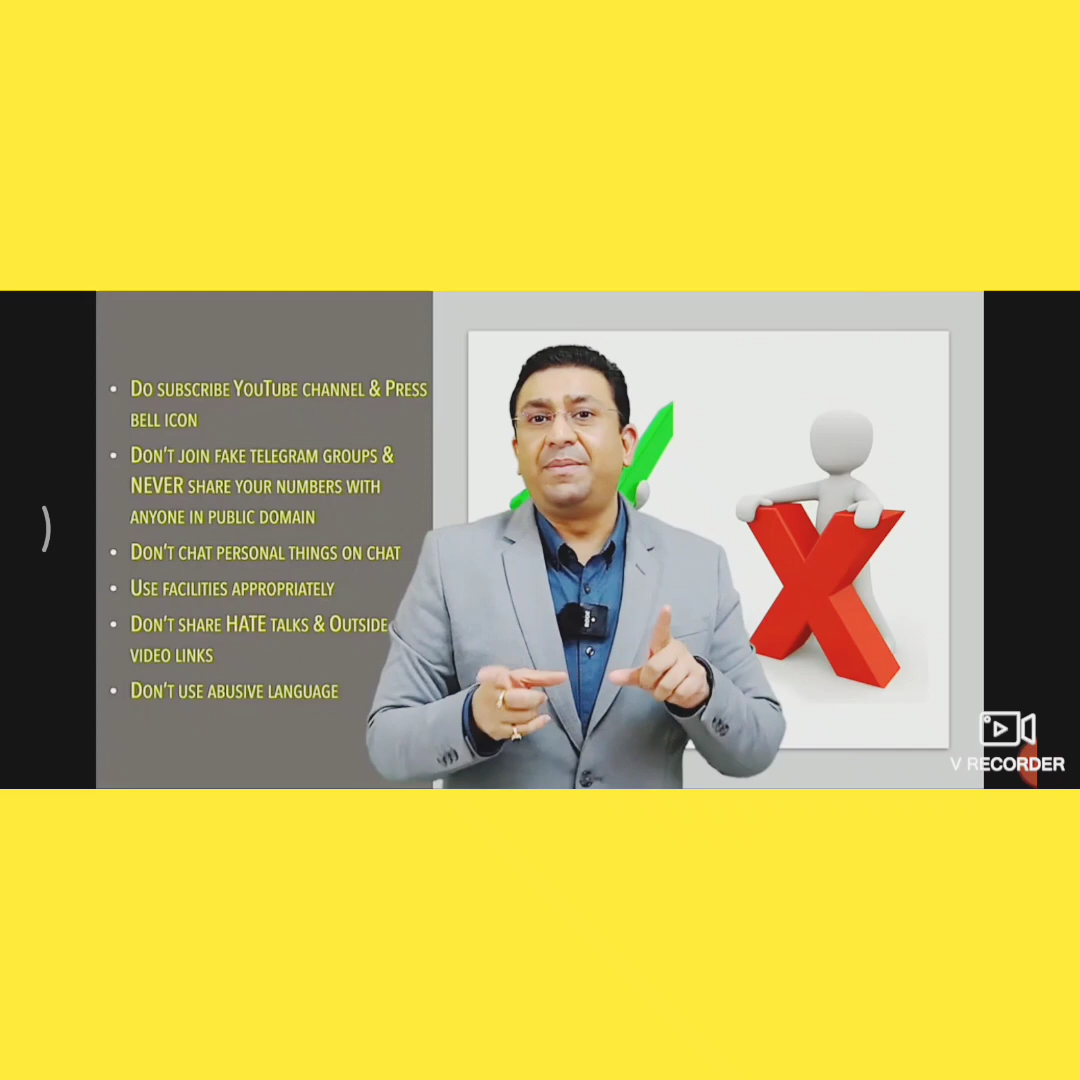 • DO SUBSCRIBE YOUTUBE CHANNEL & PRESS
BELL ICON
• DON'T JOIN FAKE TELEGRAM GROUPS &
NEVER SHARE YOUR NUMBERS WITH
ANYONE IN PUBLIC DOMAIN
• DON'T CHAT PERSONAL THINGS ON CHAT
• USE FACILITIES APPROPRIATELY
• DON'T SHARE HATE TALKS & OUTSIDE
VIDEO LINKS
• DON'T USE ABUSIVE LANGUAGE
V RECORDER